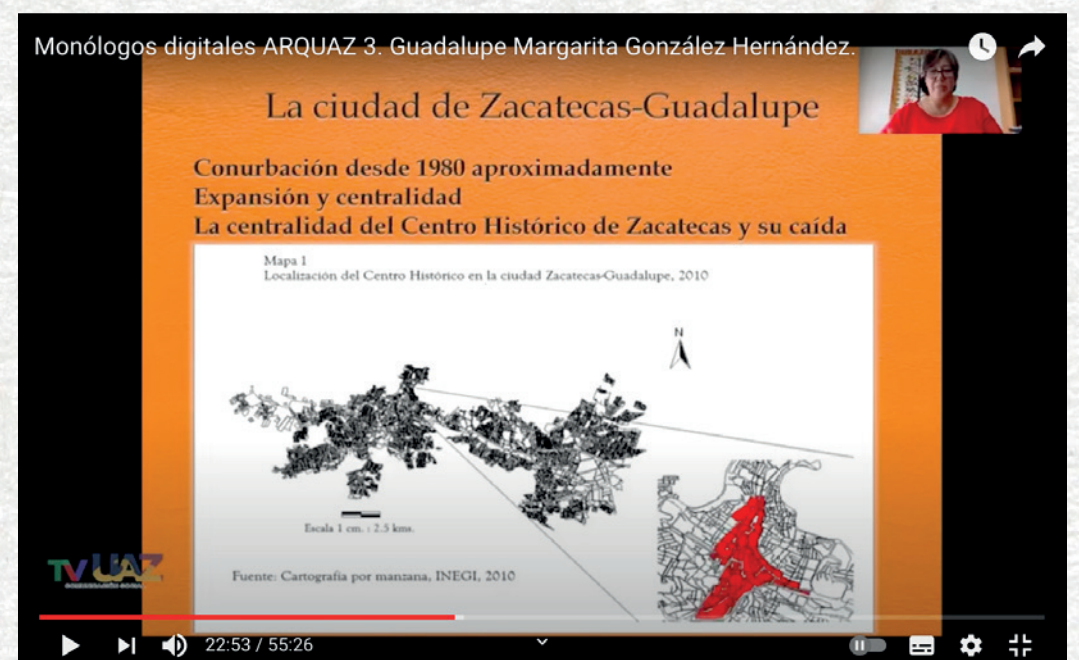 Monólogos digitales ARQUAZ 3. Guadalupe Margarita González Hernández.
La ciudad de Zacatecas-Guadalupe
Conurbación desde 1980 aproximadamente
Expansión y centralidad
La centralidad del Centro Histórico de Zacatecas y su caída
Mapa 1
Localización del Centro Histórico en la ciudad Zacatecas-Guadalupe, 2010
N
Escala 1 cm. : 2.5 kms.
TVUAZ
Fuente: Cartografía por manzana, INEGI, 2010
22:53 / 55:26